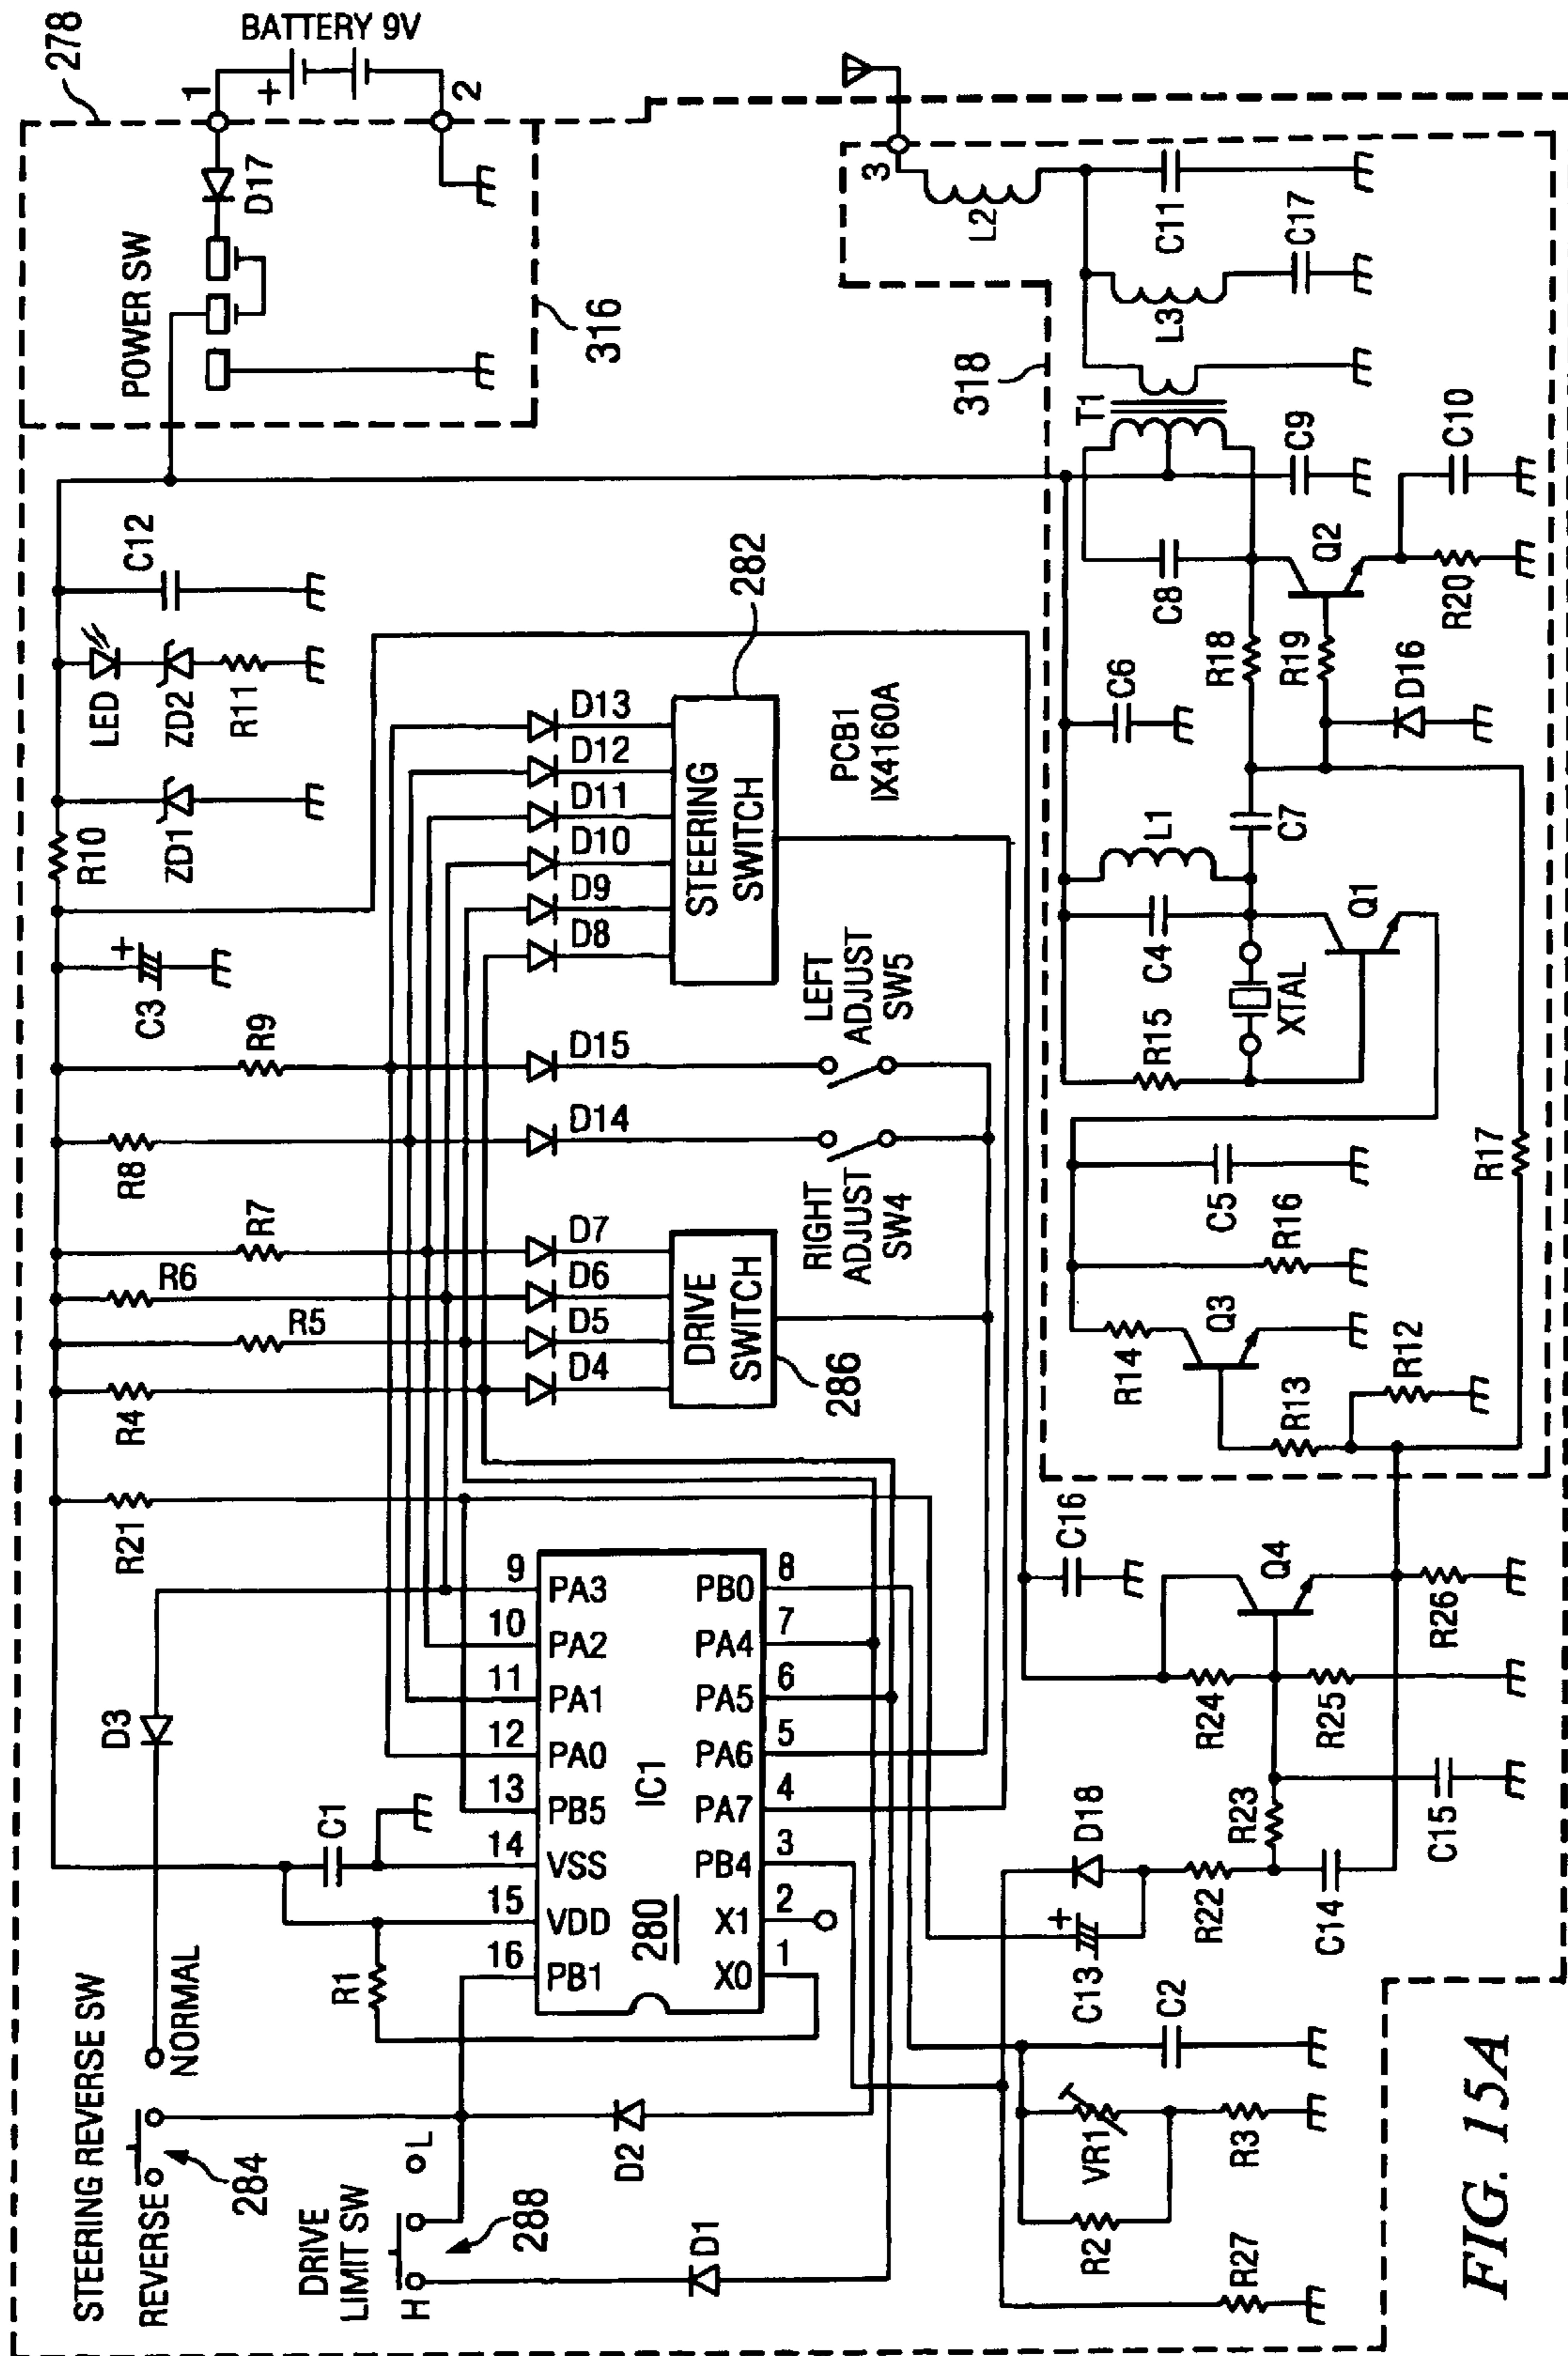 278
BATTERY 9V
1
+
2
D17
POWER SW
316
C12
LED
ZD2
R11
ZD1
R10
C3
+
R9
R8
R7
R6
R5
R4
R21
D13
D12
D11
D10
D9
D8
STEERING
SWITCH
282
PCB1
IX4160A
D15
D14
LEFT
ADJUST
SW5
RIGHT
ADJUST
SW4
D7
D6
D5
D4
DRIVE
SWITCH
286
9
10
11
12
13
14
15
16
PA3
PA2
PA1
PA0
PB5
VSS
VDD
PB1
IC1
280
PB0
PA4
PA5
PA6
PA7
PB4
X1
X0
8
7
6
5
4
3
2
1
D3
C1
R1
STEERING REVERSE SW
REVERSE
NORMAL
284
DRIVE
LIMIT SW
H
L
288
D2
D1
3
L2
C11
C17
L3
318
T1
C9
C10
C8
Q2
R20
R18
R19
C6
D16
L1
C7
C4
Q1
R15
XTAL
R17
C5
R16
R14
Q3
R13
R12
C16
Q4
R26
R24
R25
D18
R23
C15
+
C13
R22
C14
C2
VR1
R3
R2
R27
FIG. 15A